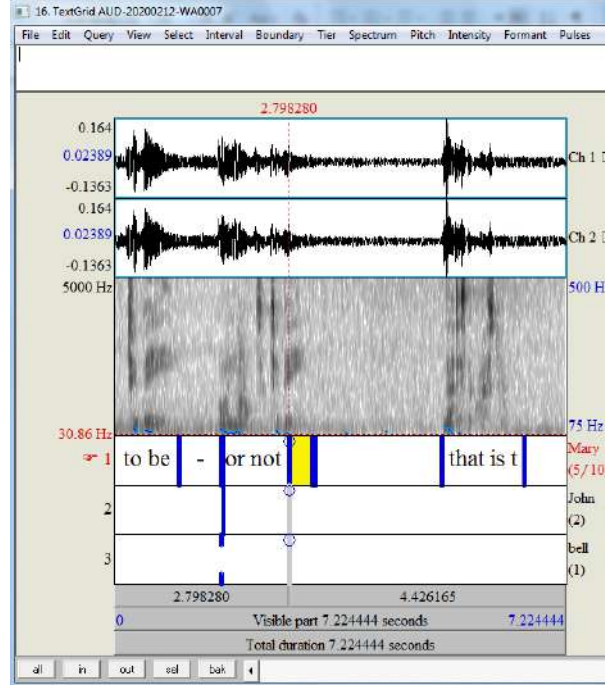 16. TextGrid AUD-20200212-WA0007
File Edit Query View Select Interval Boundary Tier Spectrum Pitch Intensity Formant Pulses
2.798280
0.164
0.02389
-0.1363
Ch 1
0.164
0.02389
-0.1363
Ch 2
5000 Hz
500 H
30.86 Hz
75 Hz
1 to be - or not that is t Mary
(5/10
2 John
(2)
3 bell
(1)
2.798280 4.426165
0 Visible part 7.224444 seconds 7.224444
Total duration 7.224444 seconds
all in out sel bak